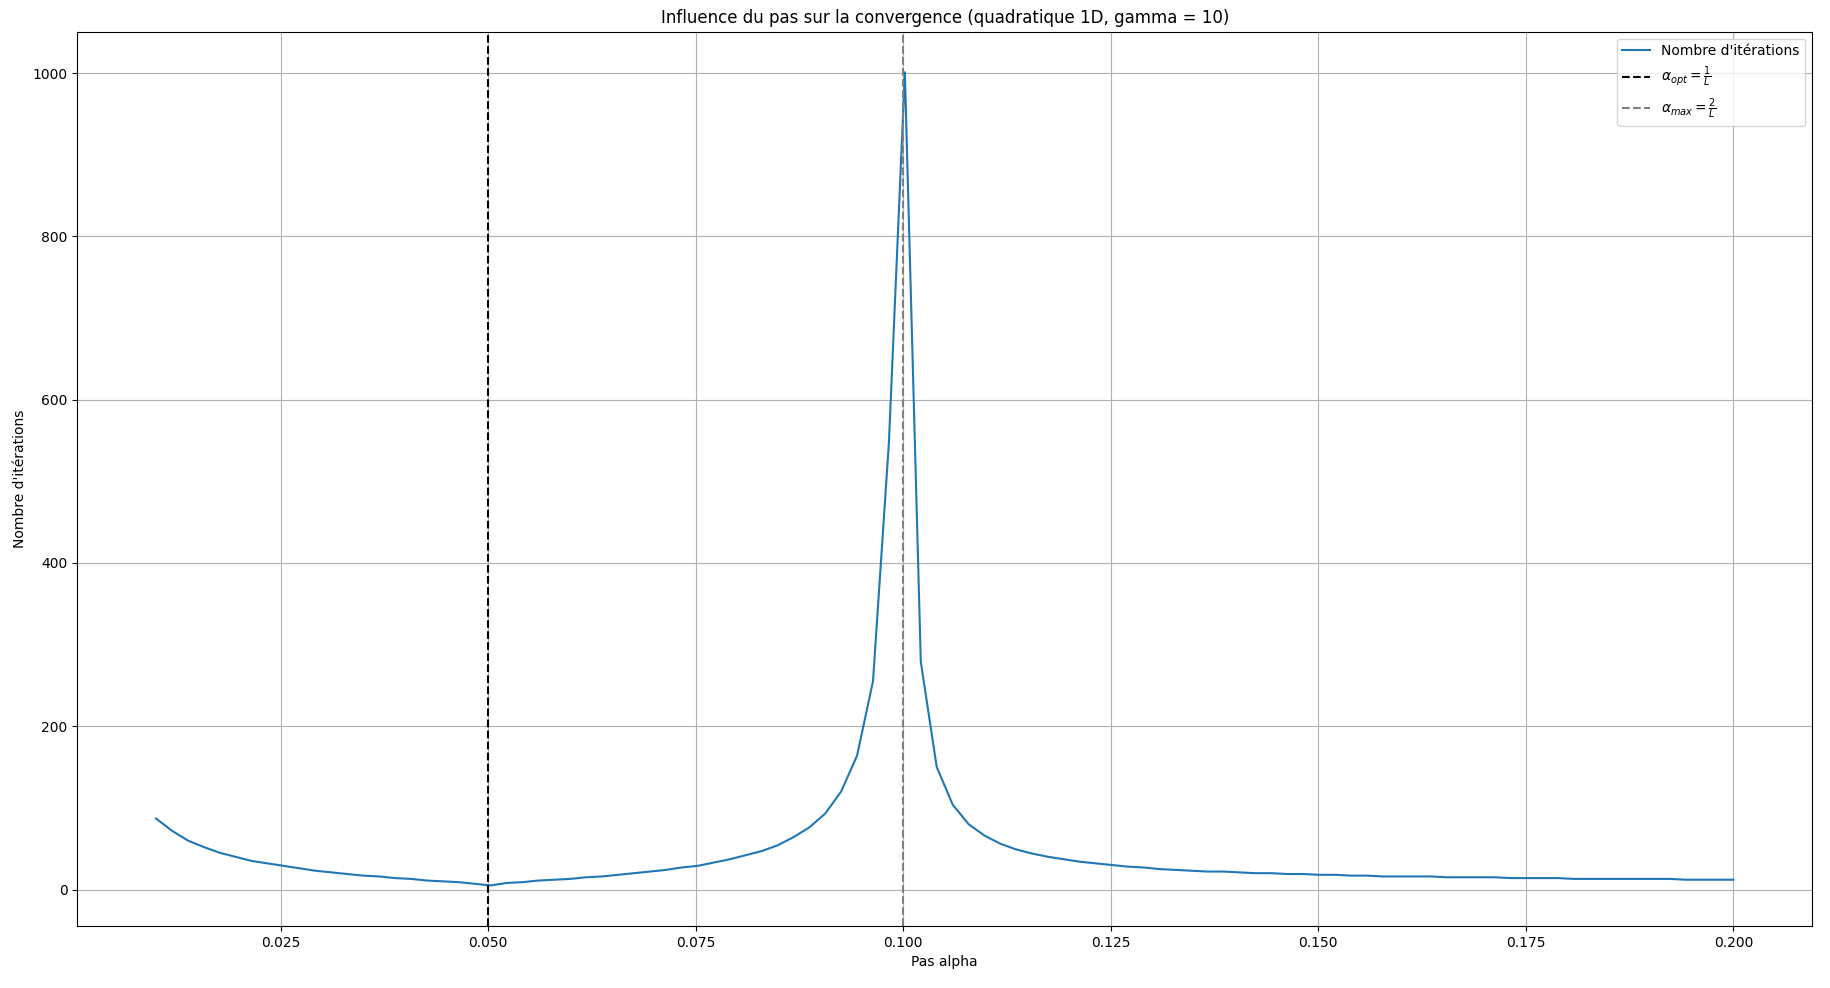 Influence du pas sur la convergence (quadratique 1D, gamma = 10)
Nombre d'itérations
α_opt = 1/L
α_max = 2/L
1000
800
600
400
200
0
Nombre d'itérations
0.025 0.050 0.075 0.100 0.125 0.150 0.175 0.200
Pas alpha